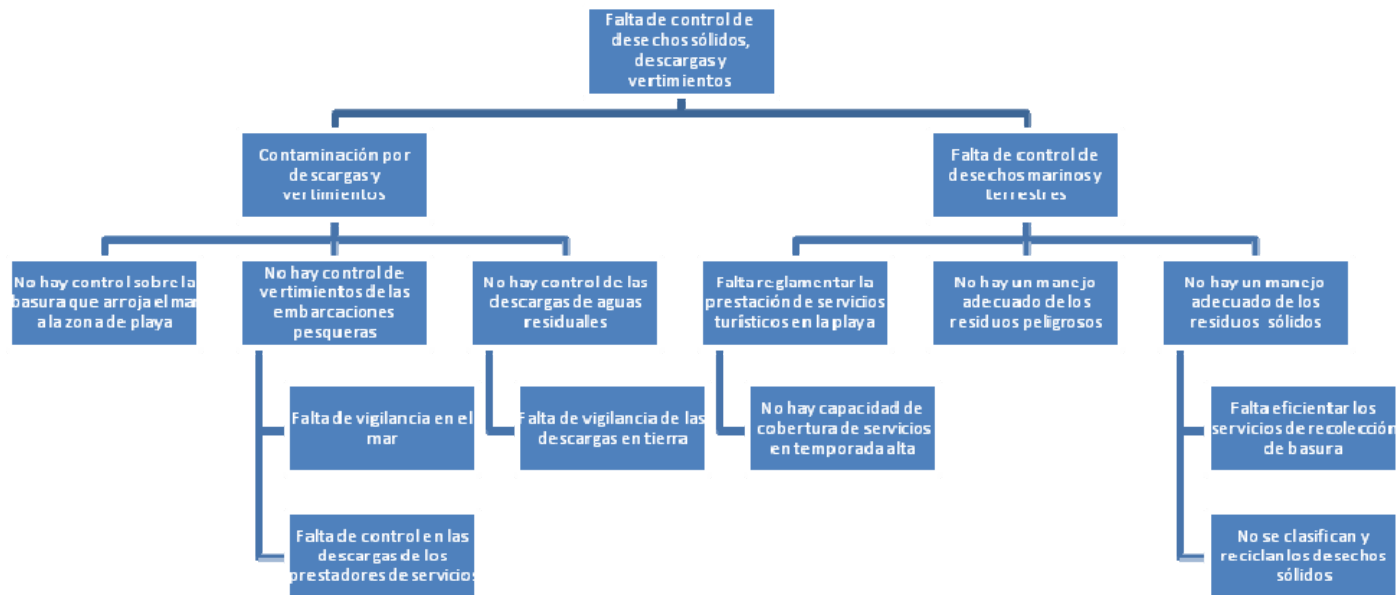 Falta de control de
desechos sólidos,
descargas y
vertimientos
Contaminación por
descargas y
vertimientos
Falta de control de
desechos marinos y
terrestres
No hay control sobre la
basura que arroja el mar
a la zona de playa
No hay control de
vertimientos de las
embarcaciones
pesqueras
No hay control de las
descargas de aguas
residuales
Falta reglamentar la
prestación de servicios
turísticos en la playa
No hay un manejo
adecuado de los
residuos peligrosos
No hay un manejo
adecuado de los
residuos sólidos
Falta de vigilancia en el
mar
Falta de vigilancia de las
descargas en tierra
No hay capacidad de
cobertura de servicios
en temporada alta
Falta eficientar los
servicios de recolección
de basura
Falta de control en las
descargas de los
prestadores de servicios
No se clasifican y
reciclan los desechos
sólidos